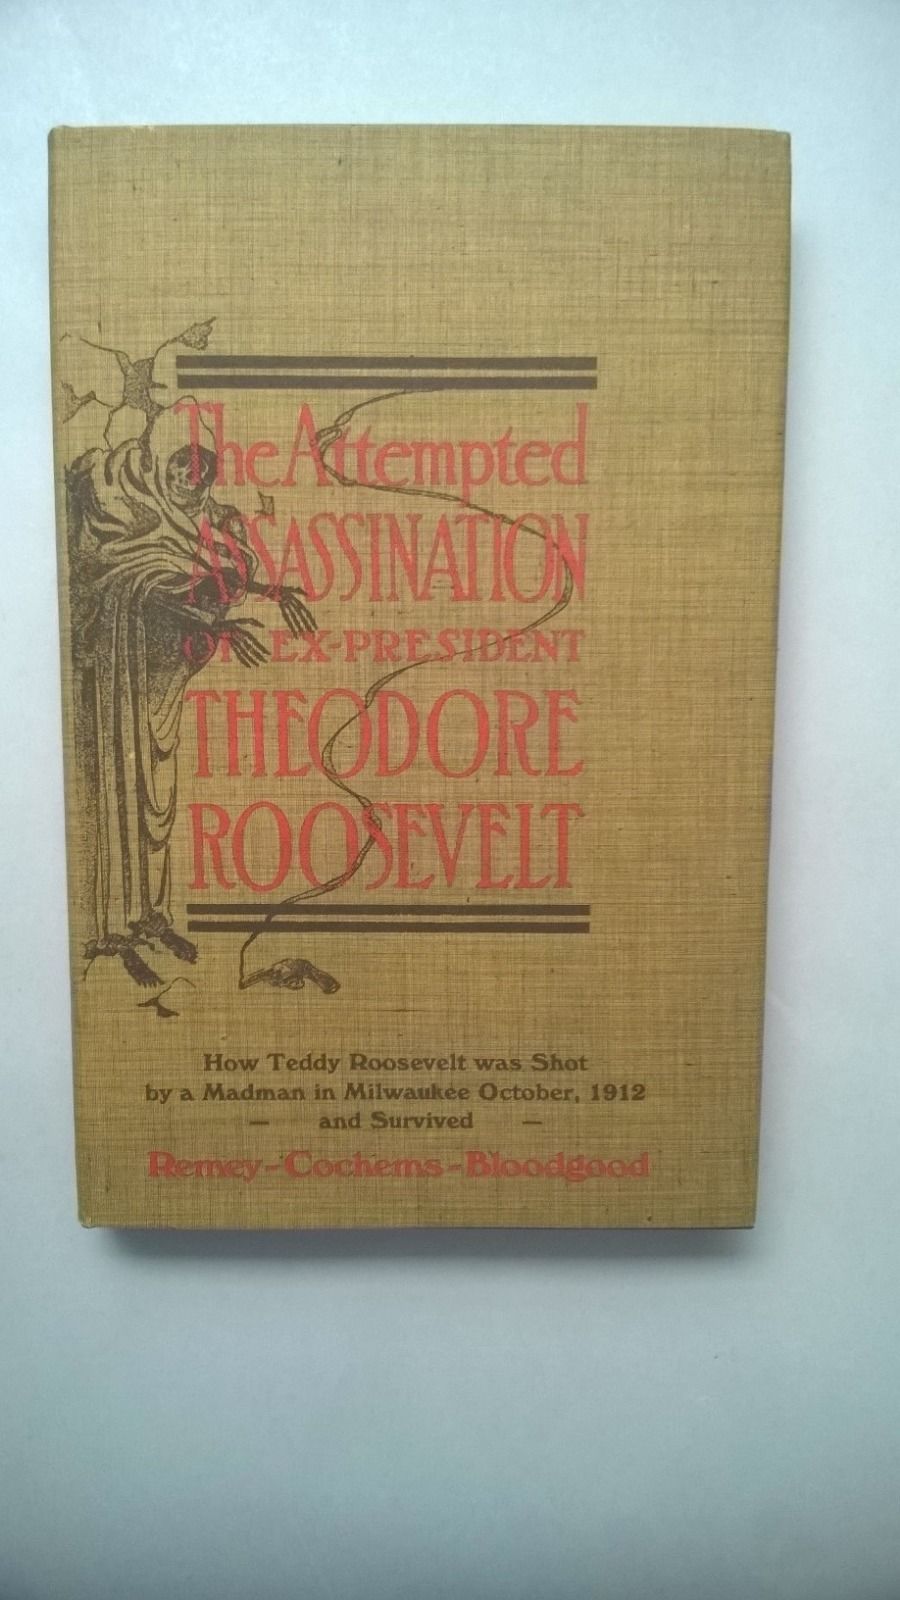 The Attempted
ASSASSINATION
OF EX-PRESIDENT
THEODORE
ROOSEVELT
How Teddy Roosevelt was Shot
by a Madman in Milwaukee October, 1912
— and Survived —
Remey-Cochems-Bloodgood